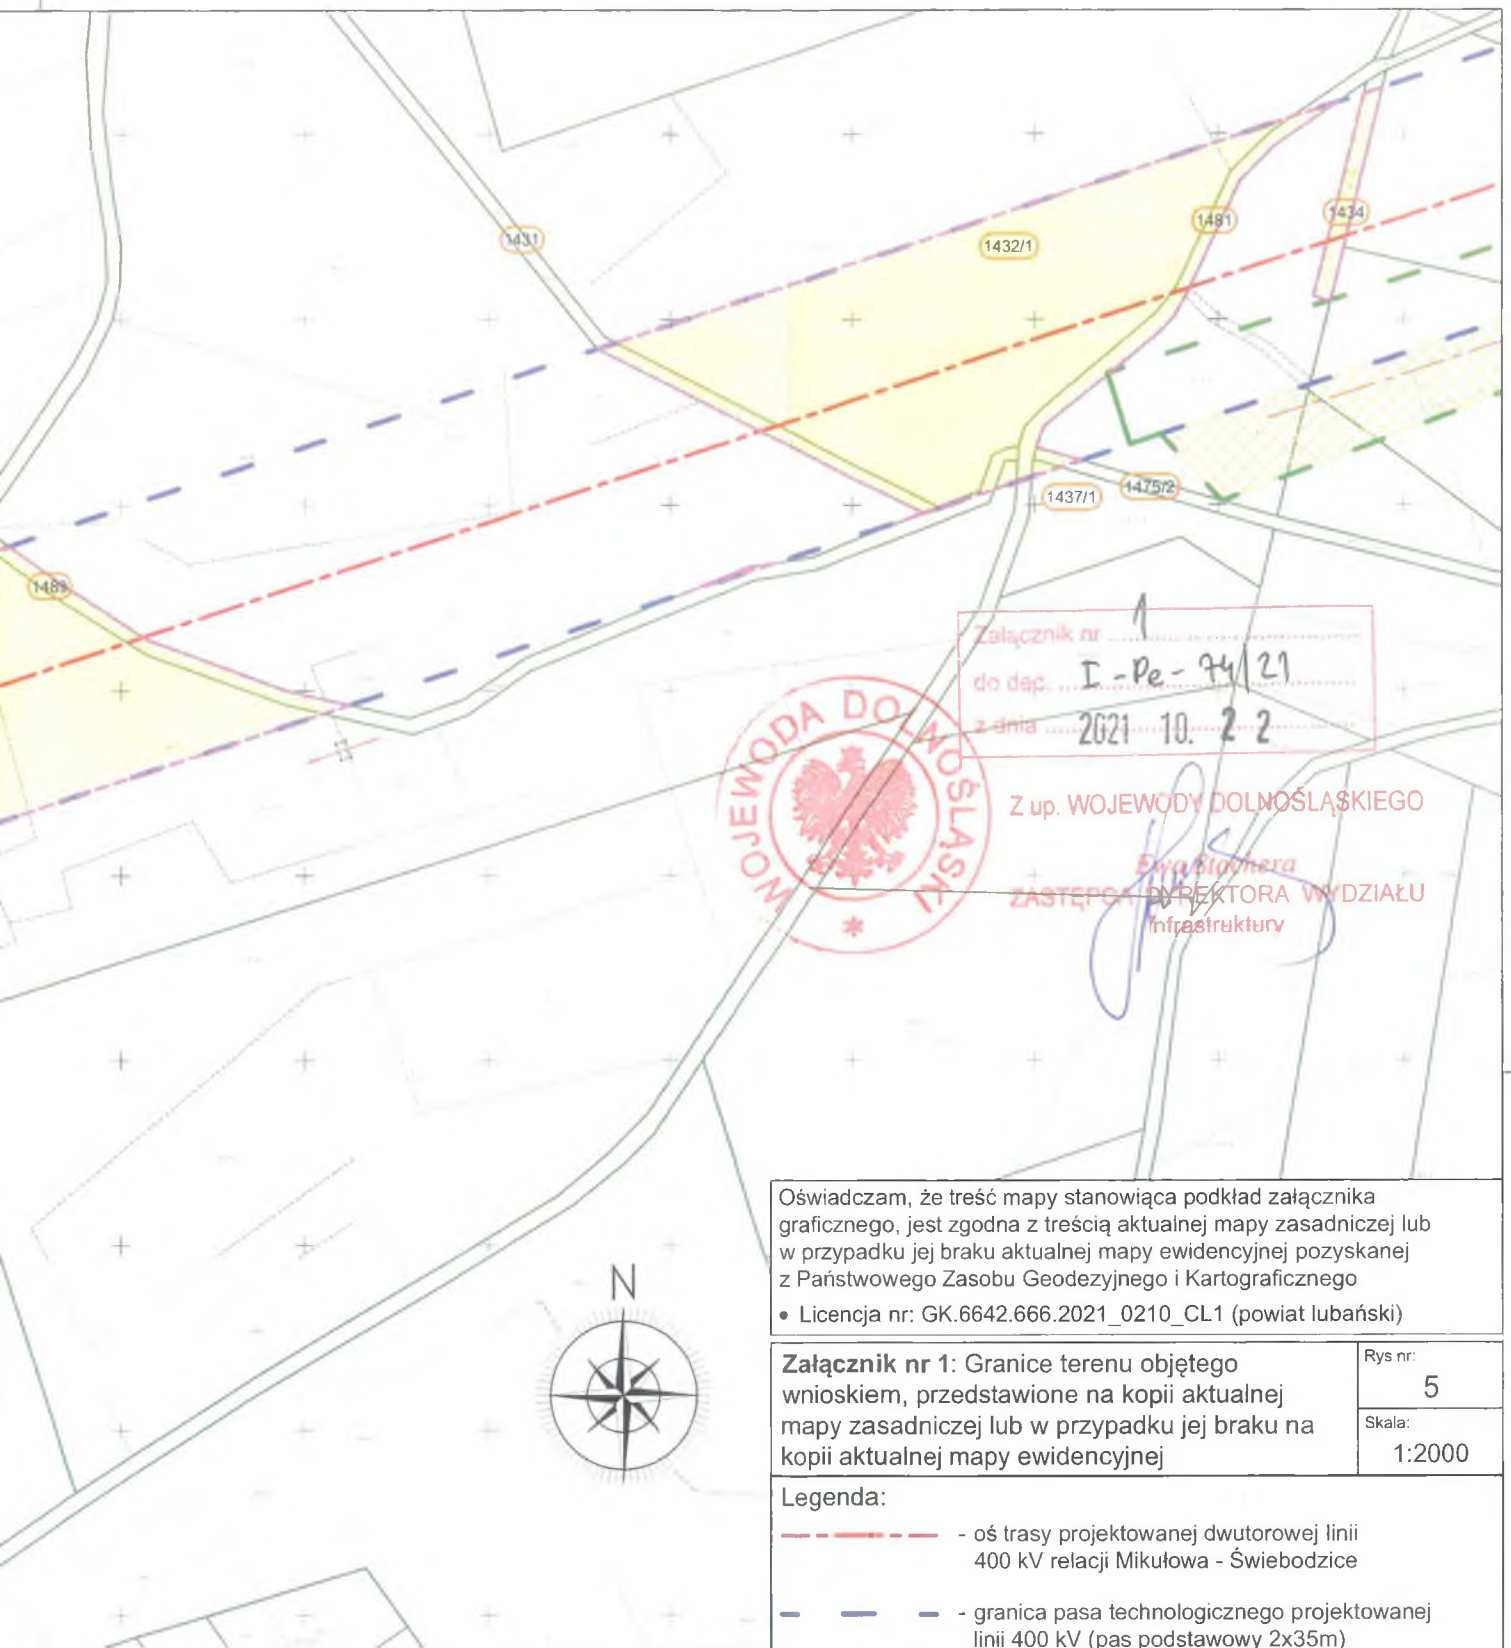 1434
1481
1431
1432/1
1475/2
1437/1
1483
Załącznik nr 1
do dec. I-Pe-74/21
z dnia 2021 10. 22
WOJEWODA DOLNOŚLĄSKI
Z up. WOJEWODY DOLNOŚLĄSKIEGO
Ewa Stachera
ZASTĘPCA DYREKTORA WYDZIAŁU
Infrastruktury
Oświadczam, że treść mapy stanowiąca podkład załącznika
graficznego, jest zgodna z treścią aktualnej mapy zasadniczej lub
w przypadku jej braku aktualnej mapy ewidencyjnej pozyskanej
z Państwowego Zasobu Geodezyjnego i Kartograficznego
• Licencja nr: GK.6642.666.2021_0210_CL1 (powiat lubański)
N
Załącznik nr 1: Granice terenu objętego
wnioskiem, przedstawione na kopii aktualnej
mapy zasadniczej lub w przypadku jej braku na
kopii aktualnej mapy ewidencyjnej
Rys nr:
5
Skala:
1:2000
Legenda:
- oś trasy projektowanej dwutorowej linii
400 kV relacji Mikułowa - Świebodzice
- granica pasa technologicznego projektowanej
linii 400 kV (pas podstawowy 2x35m)